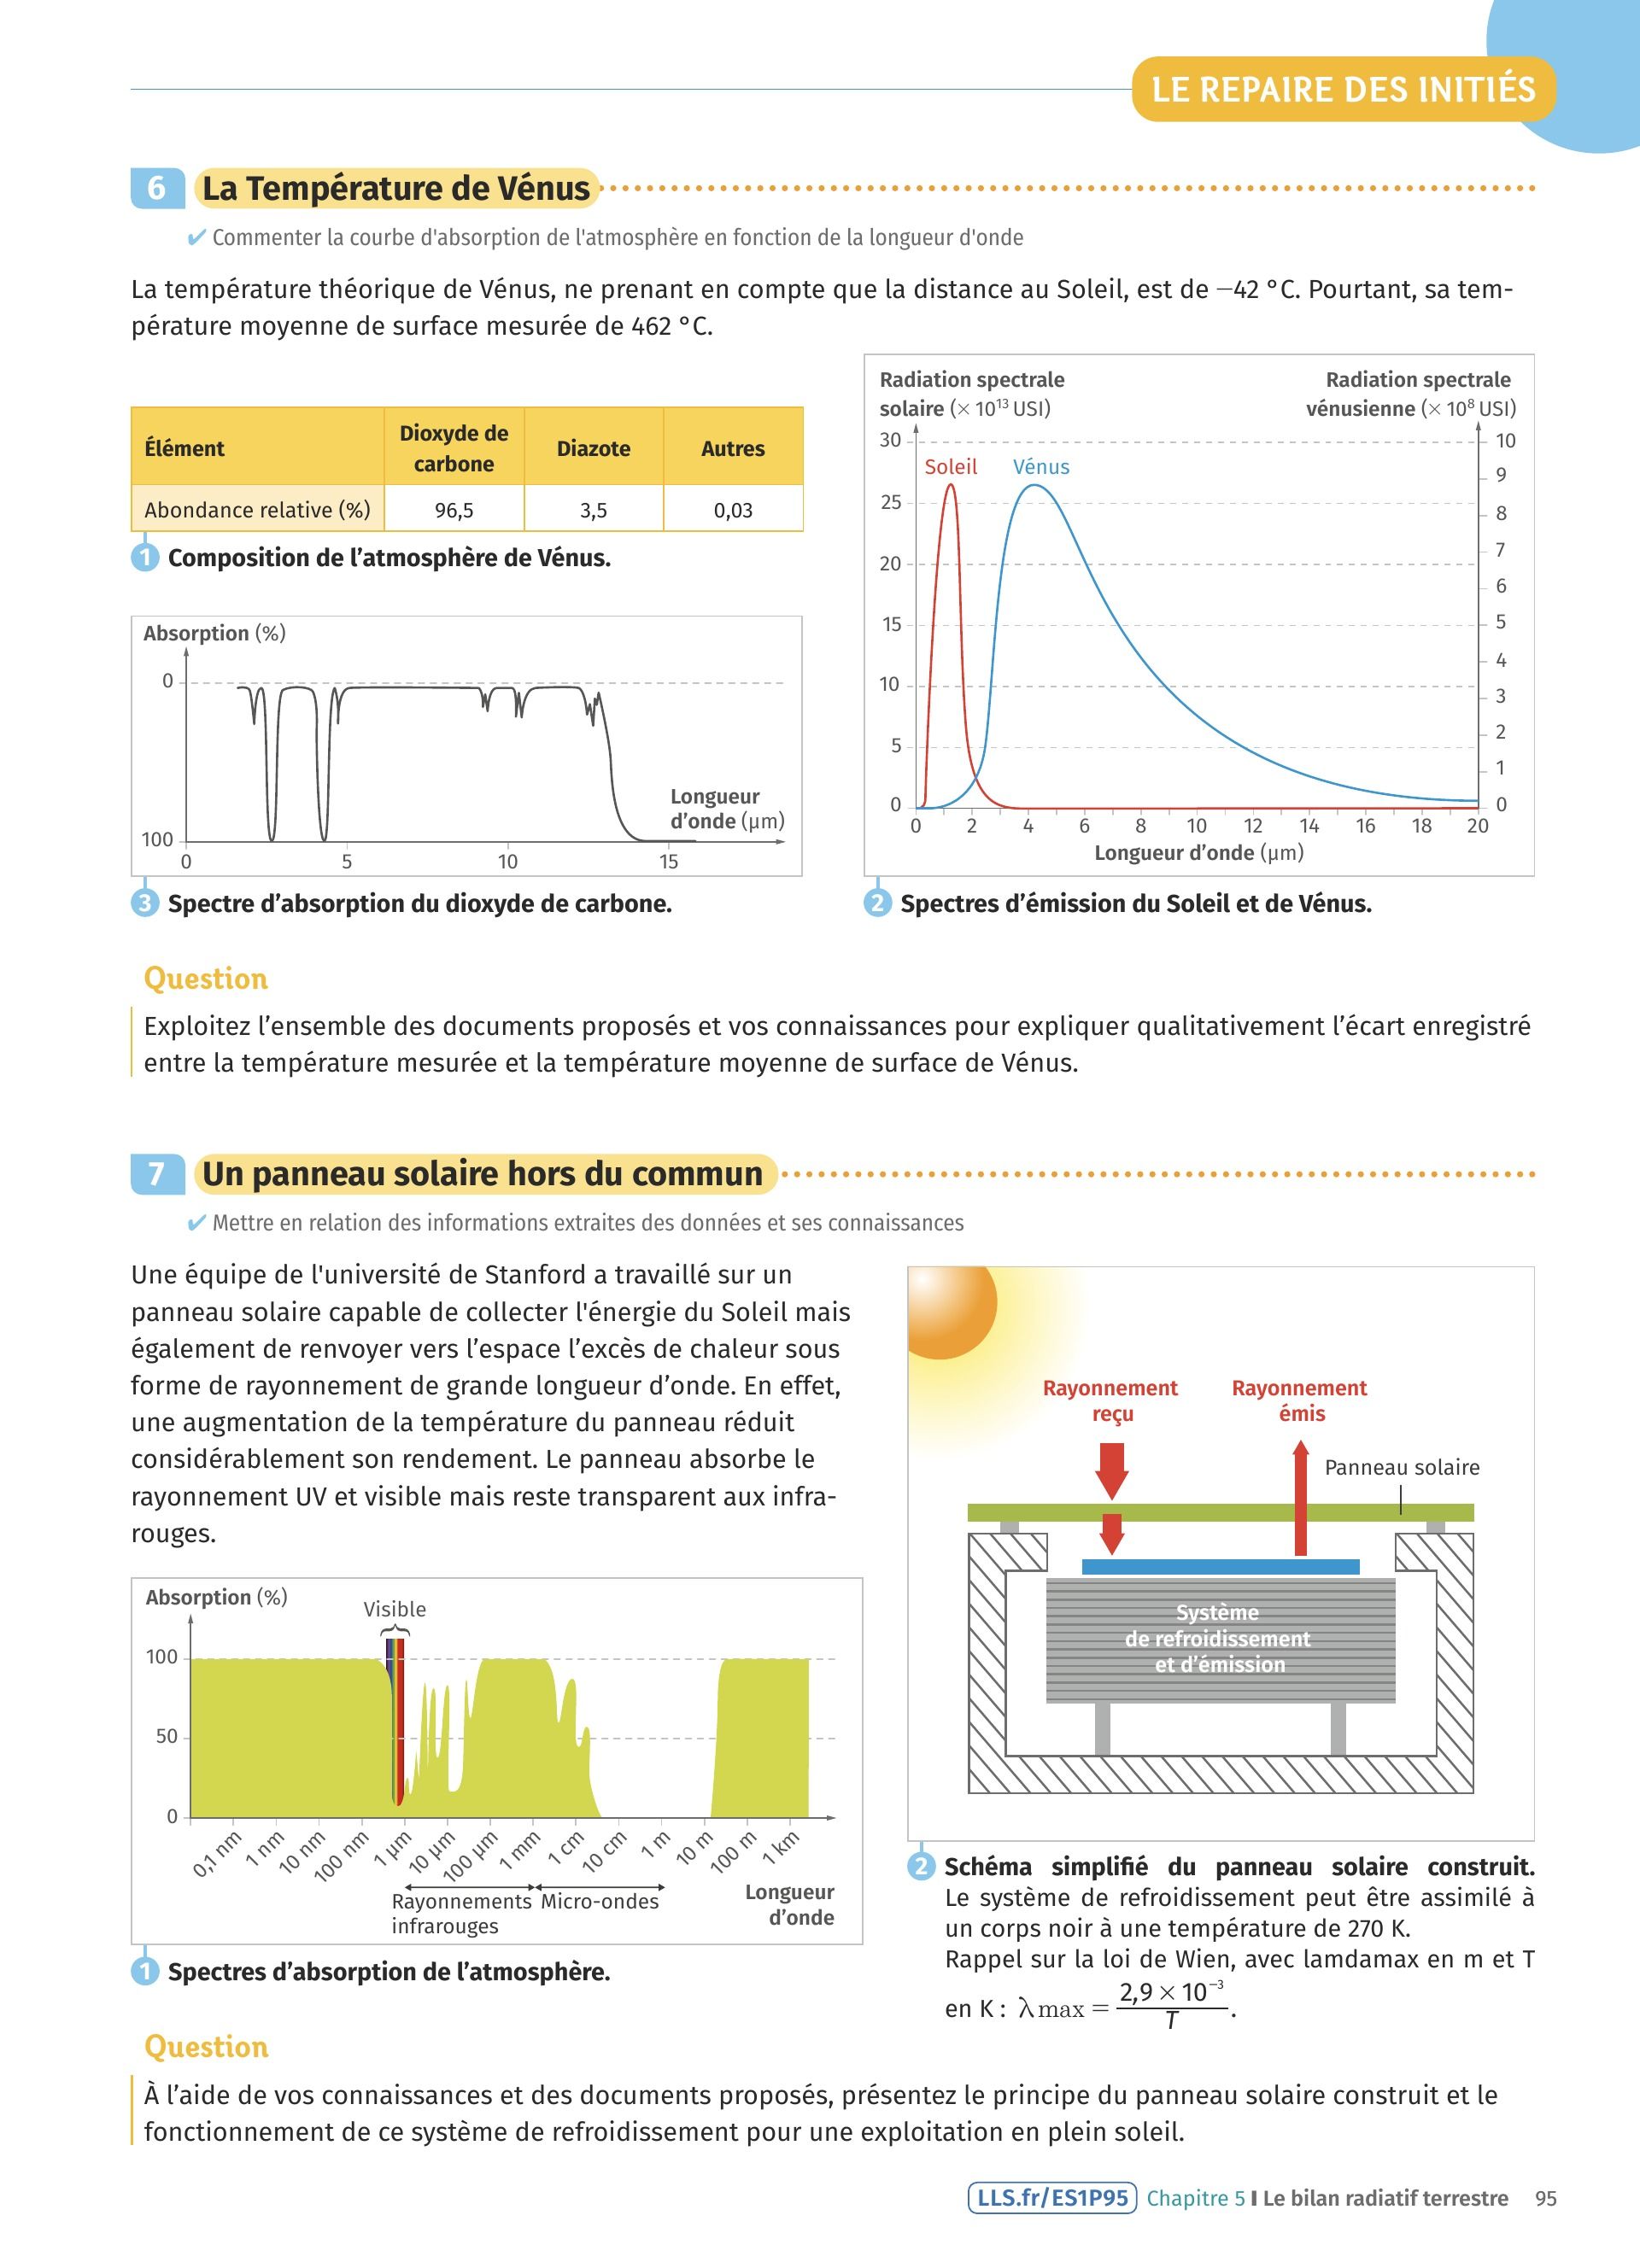 LE REPAIRE DES INITIÉS
6 La Température de Vénus
✔ Commenter la courbe d'absorption de l'atmosphère en fonction de la longueur d'onde
La température théorique de Vénus, ne prenant en compte que la distance au Soleil, est de −42 °C. Pourtant, sa tem-
pérature moyenne de surface mesurée de 462 °C.
Élément
Dioxyde de
carbone
Diazote
Autres
Abondance relative (%)
96,5
3,5
0,03
1 Composition de l’atmosphère de Vénus.
Absorption (%)
0
100
0
5
10
15
Longueur
d’onde (µm)
3 Spectre d’absorption du dioxyde de carbone.
Radiation spectrale
solaire (× 10¹³ USI)
Radiation spectrale
vénusienne (× 10⁸ USI)
Soleil
Vénus
30
25
20
15
10
5
0
10
9
8
7
6
5
4
3
2
1
0
0
2
4
6
8
10
12
14
16
18
20
Longueur d’onde (µm)
2 Spectres d’émission du Soleil et de Vénus.
Question
Exploitez l’ensemble des documents proposés et vos connaissances pour expliquer qualitativement l’écart enregistré
entre la température mesurée et la température moyenne de surface de Vénus.
7 Un panneau solaire hors du commun
✔ Mettre en relation des informations extraites des données et ses connaissances
Une équipe de l'université de Stanford a travaillé sur un
panneau solaire capable de collecter l'énergie du Soleil mais
également de renvoyer vers l’espace l’excès de chaleur sous
forme de rayonnement de grande longueur d’onde. En effet,
une augmentation de la température du panneau réduit
considérablement son rendement. Le panneau absorbe le
rayonnement UV et visible mais reste transparent aux infra-
rouges.
Absorption (%)
Visible
100
50
0
0,1 nm
1 nm
10 nm
100 nm
1 µm
10 µm
100 µm
1 mm
1 cm
10 cm
1 m
10 m
100 m
1 km
Rayonnements
infrarouges
Micro-ondes
Longueur
d’onde
1 Spectres d’absorption de l’atmosphère.
Rayonnement
reçu
Rayonnement
émis
Panneau solaire
Système
de refroidissement
et d’émission
2 Schéma simplifié du panneau solaire construit.
Le système de refroidissement peut être assimilé à
un corps noir à une température de 270 K.
Rappel sur la loi de Wien, avec lamdamax en m et T
en K : λ max = 2,9 × 10⁻³ / T .
Question
À l’aide de vos connaissances et des documents proposés, présentez le principe du panneau solaire construit et le
fonctionnement de ce système de refroidissement pour une exploitation en plein soleil.
LLS.fr/ES1P95 Chapitre 5 I Le bilan radiatif terrestre 95